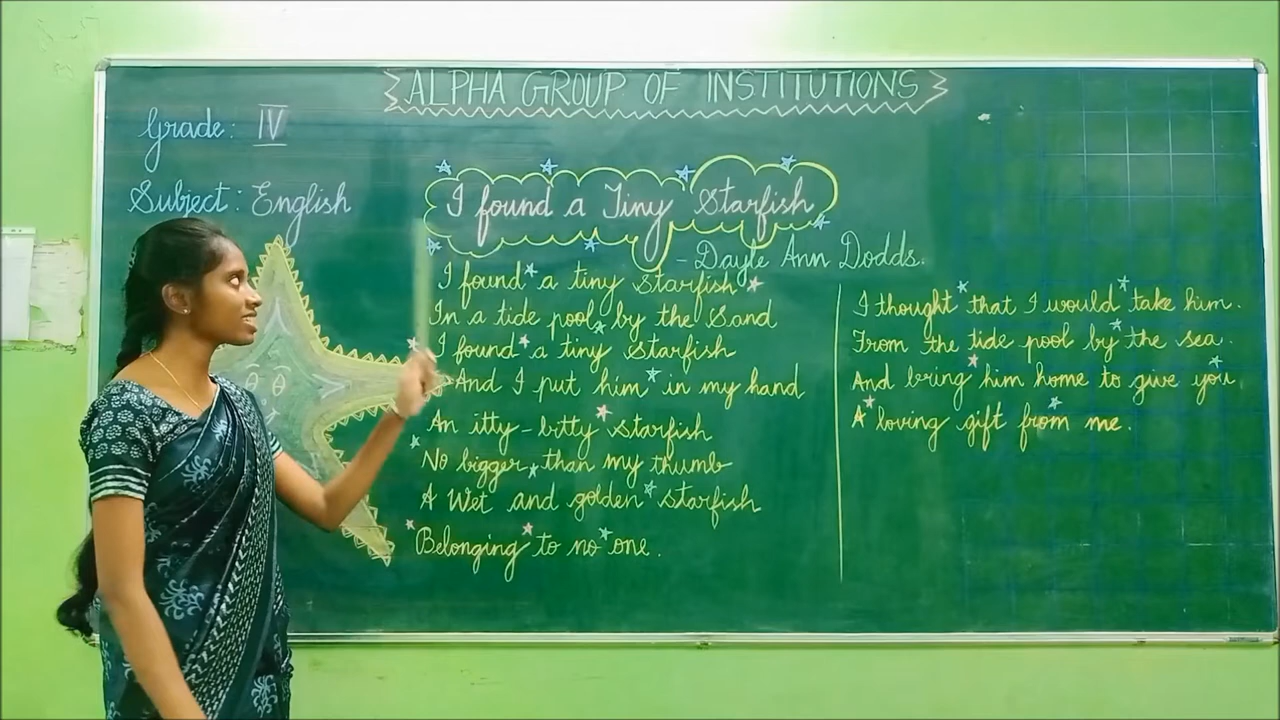 ALPHA GROUP OF INSTITUTIONS
Grade: IV
Subject: English
I found a Tiny Starfish
- Dayle Ann Dodds.
I found a tiny starfish
In a tide pool by the Sand
I found a tiny starfish
And I put him in my hand
An itty-bitty starfish
No bigger than my thumb
A Wet and golden starfish
Belonging to no one.
I thought that I would take him.
From the tide pool by the sea.
And bring him home to give you
A loving gift from me.